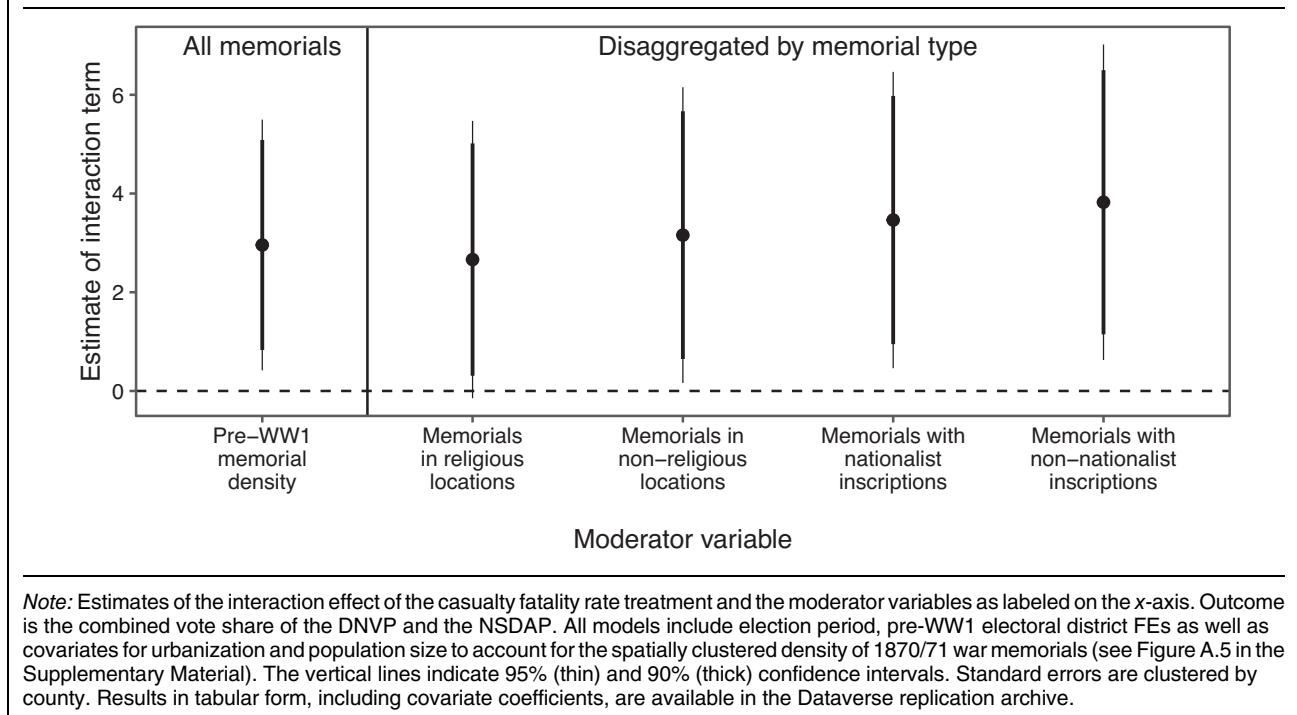 All memorials
Disaggregated by memorial type
Estimate of interaction term
6
4
2
0
Pre−WW1
memorial
density
Memorials
in religious
locations
Memorials in
non−religious
locations
Memorials with
nationalist
inscriptions
Memorials with
non−nationalist
inscriptions
Moderator variable
Note: Estimates of the interaction effect of the casualty fatality rate treatment and the moderator variables as labeled on the x-axis. Outcome
is the combined vote share of the DNVP and the NSDAP. All models include election period, pre-WW1 electoral district FEs as well as
covariates for urbanization and population size to account for the spatially clustered density of 1870/71 war memorials (see Figure A.5 in the
Supplementary Material). The vertical lines indicate 95% (thin) and 90% (thick) confidence intervals. Standard errors are clustered by
county. Results in tabular form, including covariate coefficients, are available in the Dataverse replication archive.